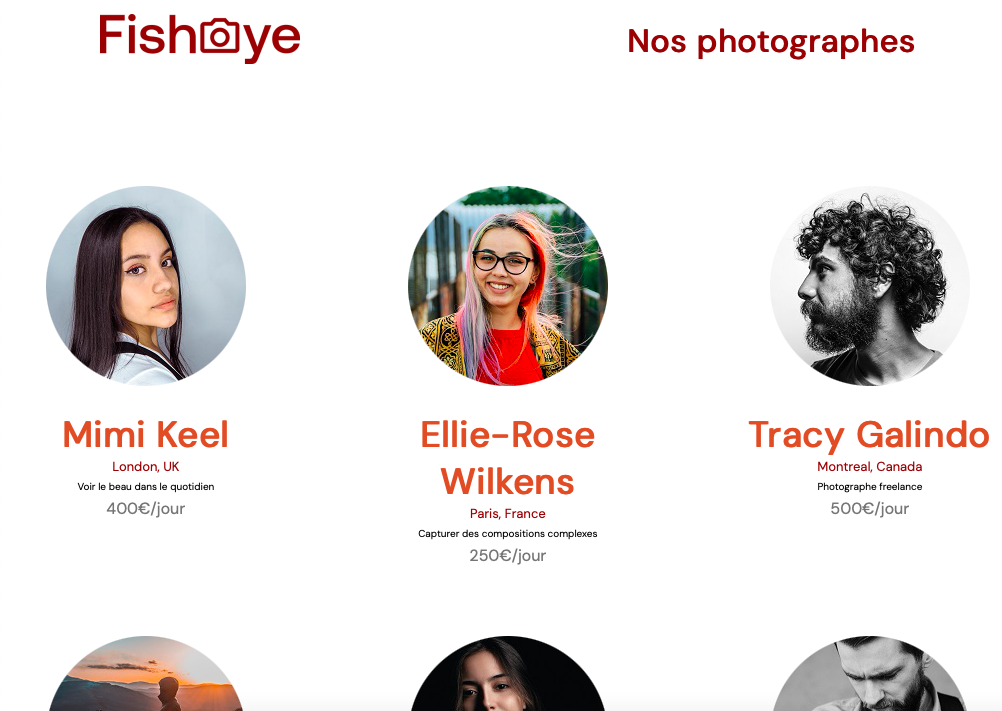 Fisheye
Nos photographes
Mimi Keel
London, UK
Voir le beau dans le quotidien
400€/jour
Ellie-Rose
Wilkens
Paris, France
Capturer des compositions complexes
250€/jour
Tracy Galindo
Montreal, Canada
Photographe freelance
500€/jour